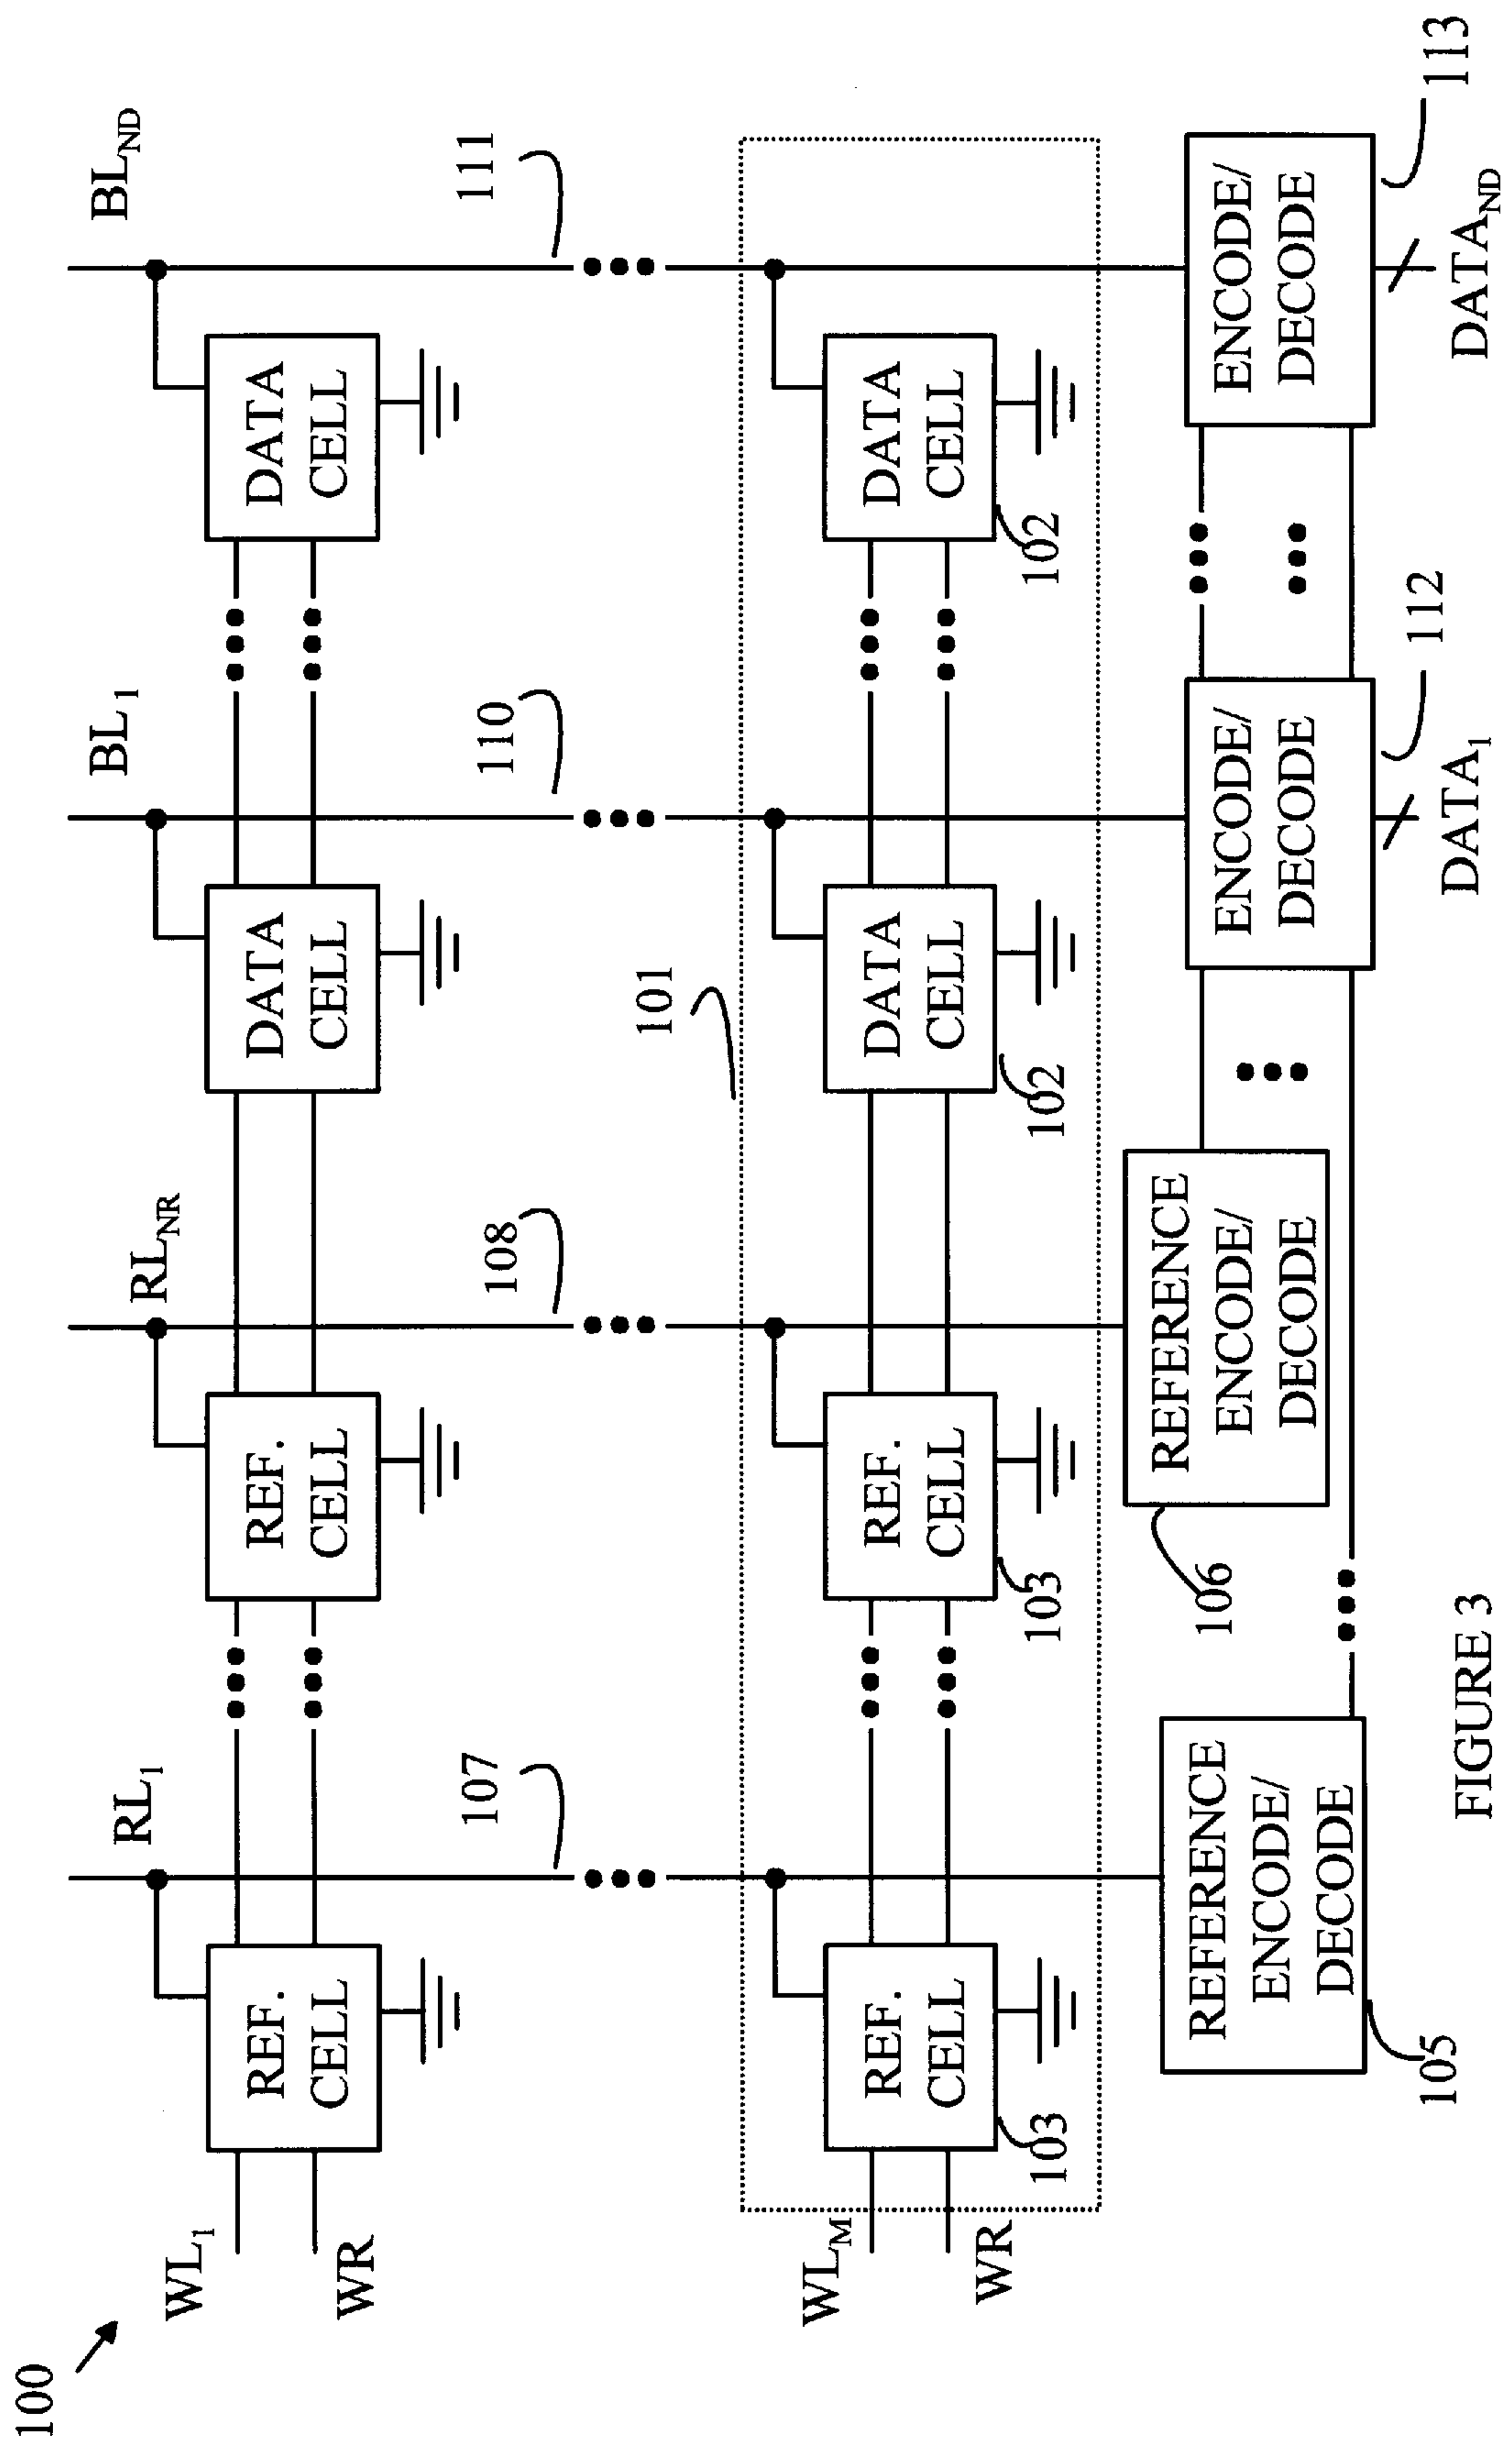 100
RL₁
RLNR
BL₁
BLND
WL₁
WR
REF.
CELL
REF.
CELL
DATA
CELL
DATA
CELL
107
108
110
111
101
WLM
WR
REF.
CELL
REF.
CELL
DATA
CELL
DATA
CELL
103
103
102
102
REFERENCE
ENCODE/
DECODE
REFERENCE
ENCODE/
DECODE
ENCODE/
DECODE
ENCODE/
DECODE
105
106
112
113
DATA₁
DATAND
FIGURE 3